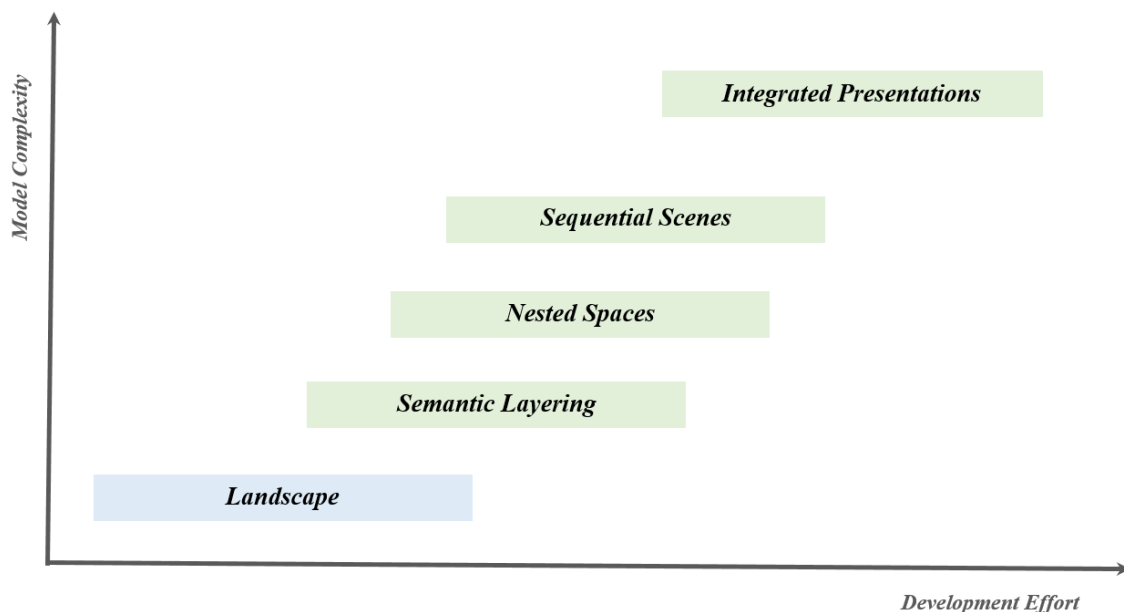 Model Complexity
Integrated Presentations
Sequential Scenes
Nested Spaces
Semantic Layering
Landscape
Development Effort